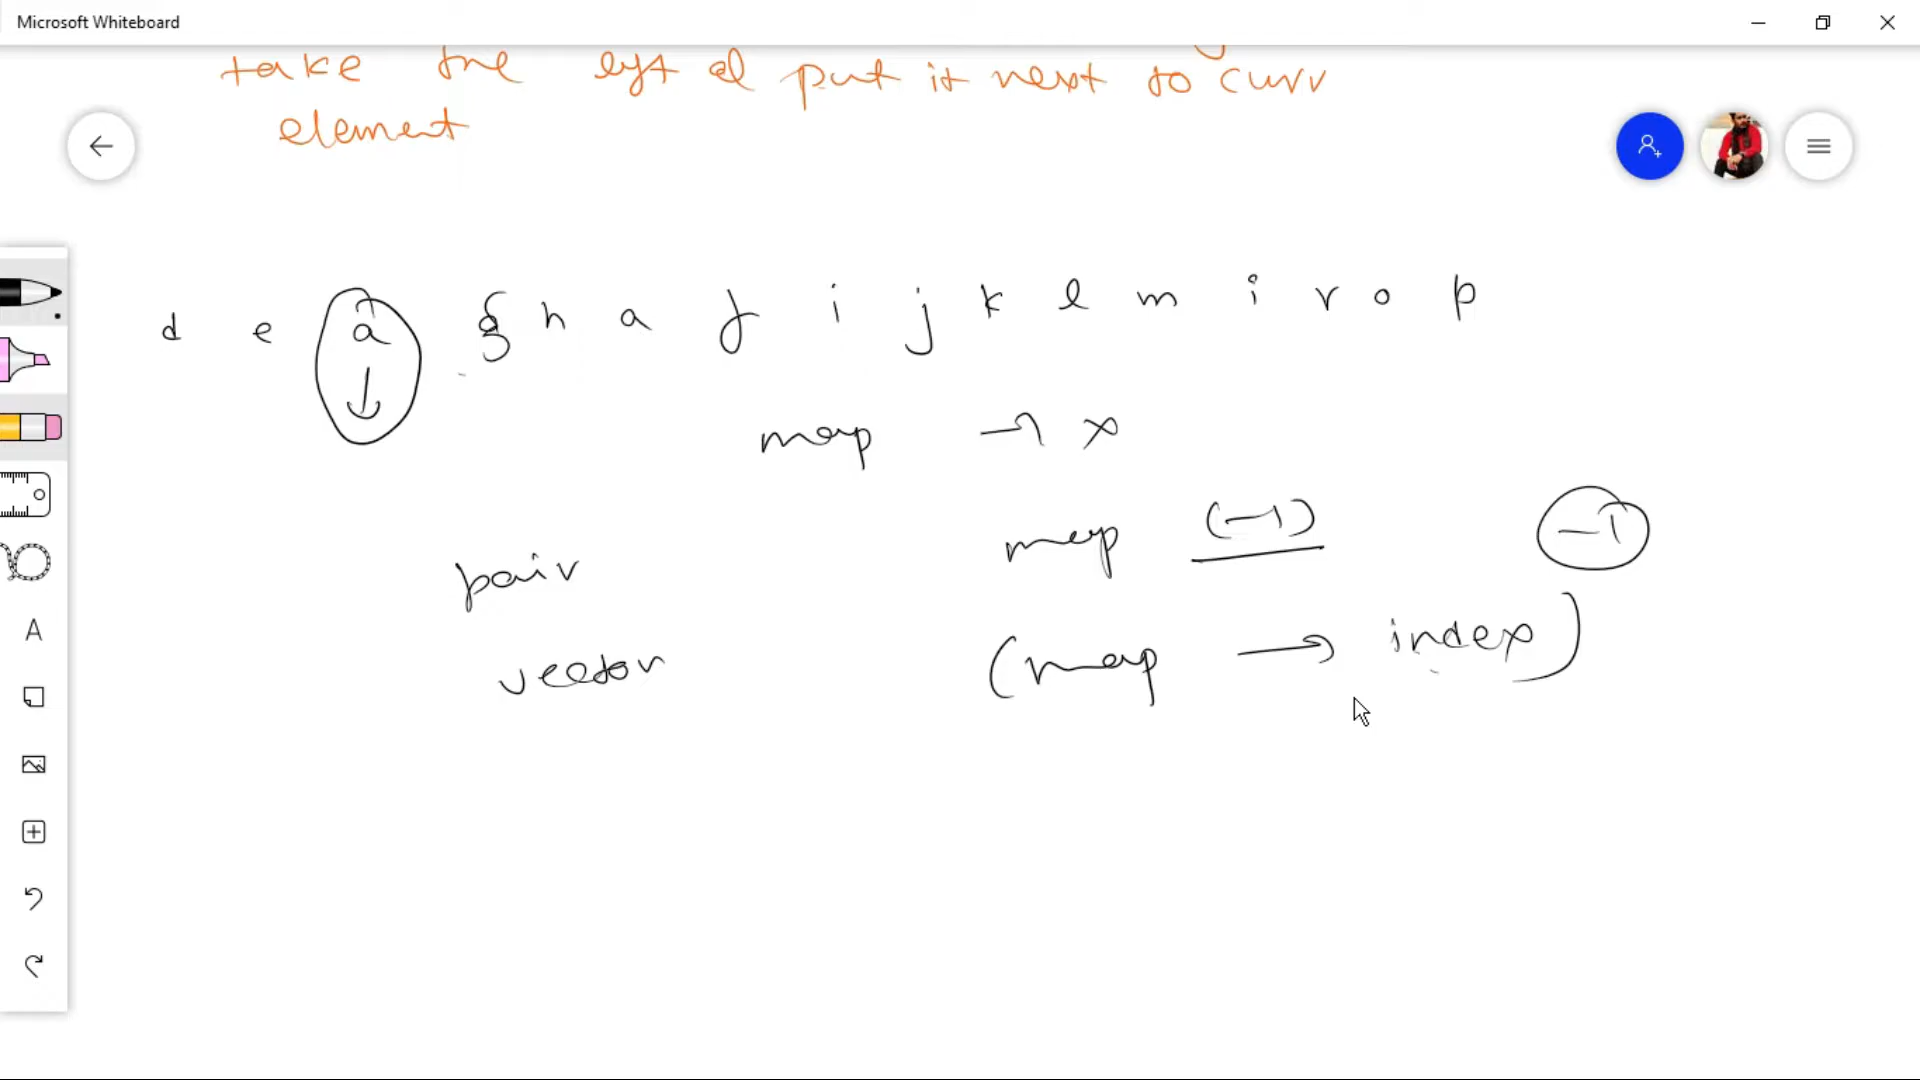 Microsoft Whiteboard
take the left el put it next to curr
element
d e a g h a f i j k l m i r o p
map → x
map (-1) -1
pair
(map → index)
vector
A